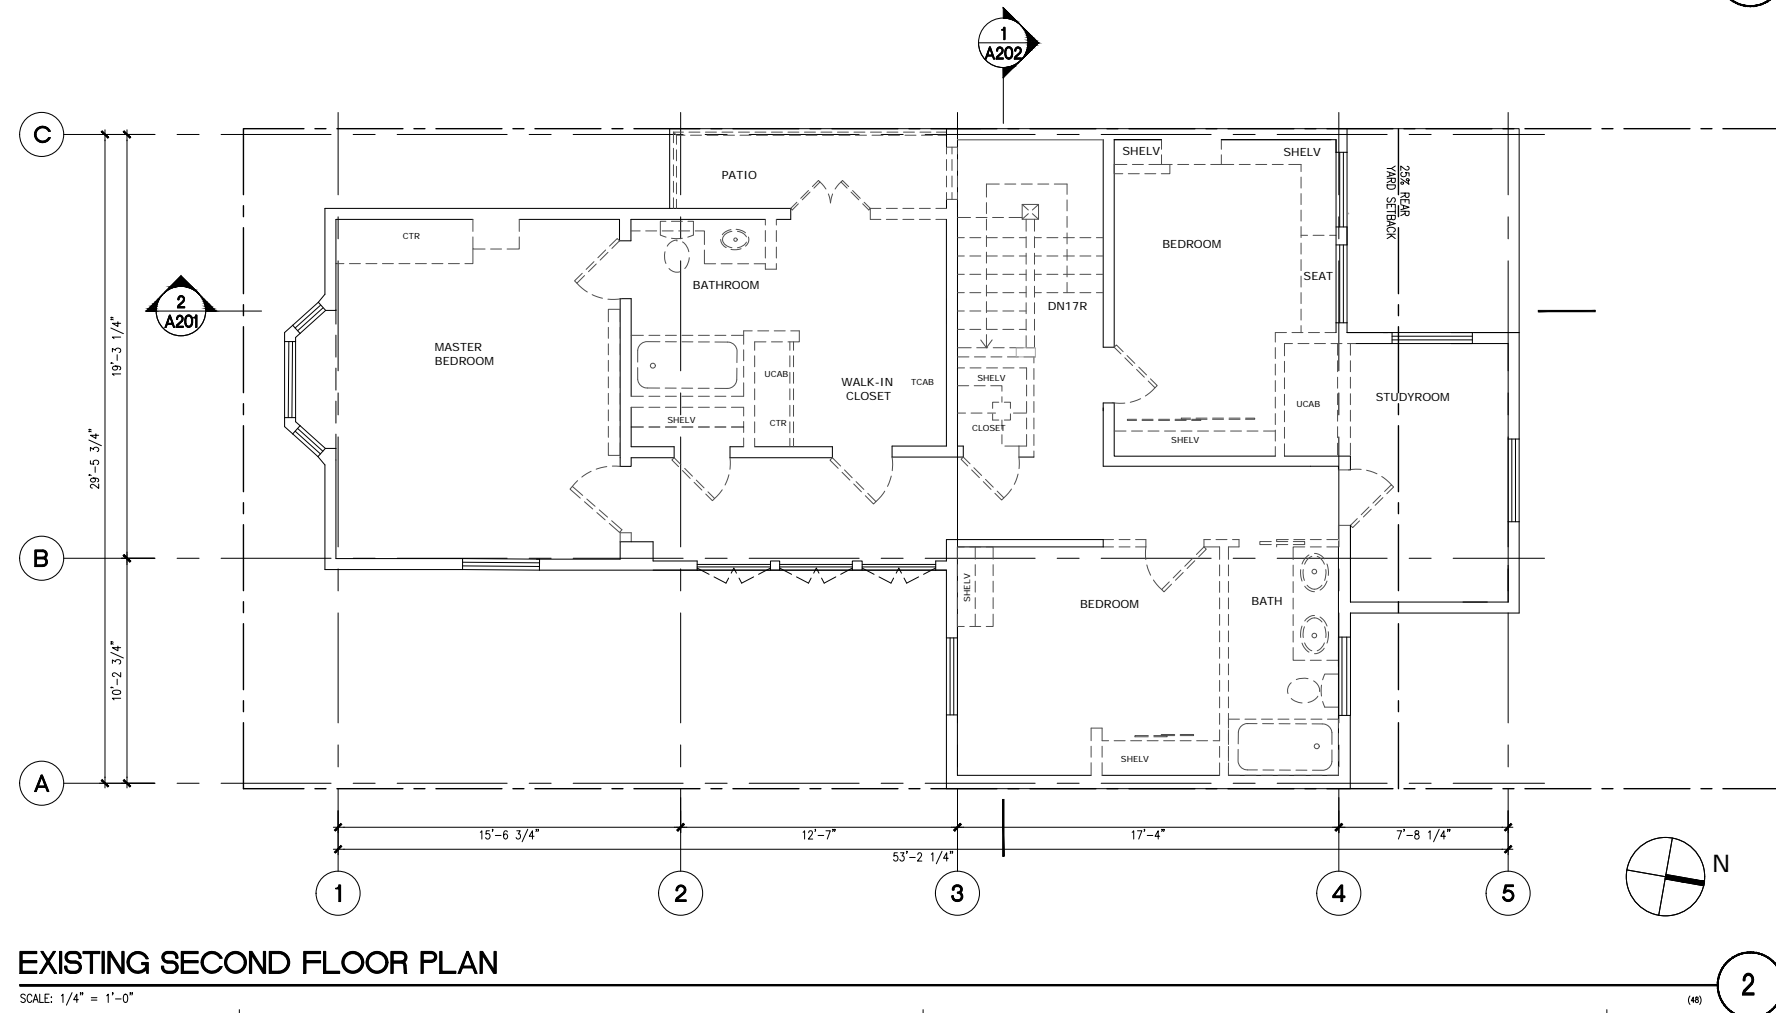 1
A202
C
SHELV
SHELV
PATIO
25% REAR
YARD SETBACK
CTR
BEDROOM
BATHROOM
SEAT
2
A201
DN17R
19'-3 1/4"
MASTER
BEDROOM
UCAB
WALK-IN
CLOSET
TCAB
SHELV
STUDYROOM
UCAB
SHELV
CTR
CLOSET
SHELV
29'-5 3/4"
B
SHELV
BEDROOM
BATH
10'-2 3/4"
SHELV
A
15'-6 3/4"
12'-7"
17'-4"
7'-8 1/4"
53'-2 1/4"
1
2
3
4
5
N
EXISTING SECOND FLOOR PLAN
SCALE: 1/4" = 1'-0"
(48)
2